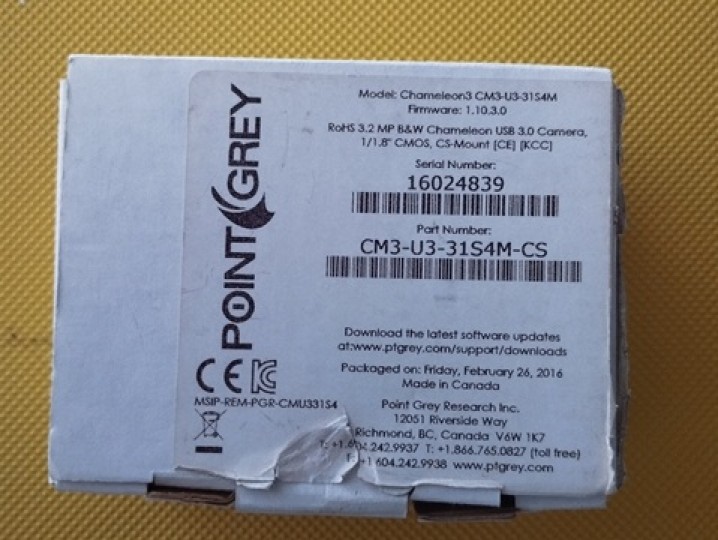 POINT GREY
Model: Chameleon3 CM3-U3-31S4M
Firmware: 1.10.3.0
RoHS 3.2 MP B&W Chameleon USB 3.0 Camera,
1/1.8" CMOS, CS-Mount [CE] [KCC]
Serial Number:
16024839
Part Number:
CM3-U3-31S4M-CS
Download the latest software updates
at:www.ptgrey.com/support/downloads
Packaged on: Friday, February 26, 2016
Made in Canada
CE
MSIP-REM-PGR-CMU331S4
Point Grey Research Inc.
12051 Riverside Way
Richmond, BC, Canada V6W 1K7
242.9937 T: +1.866.765.0827 (toll free)
+1 604.242.9938 www.ptgrey.com